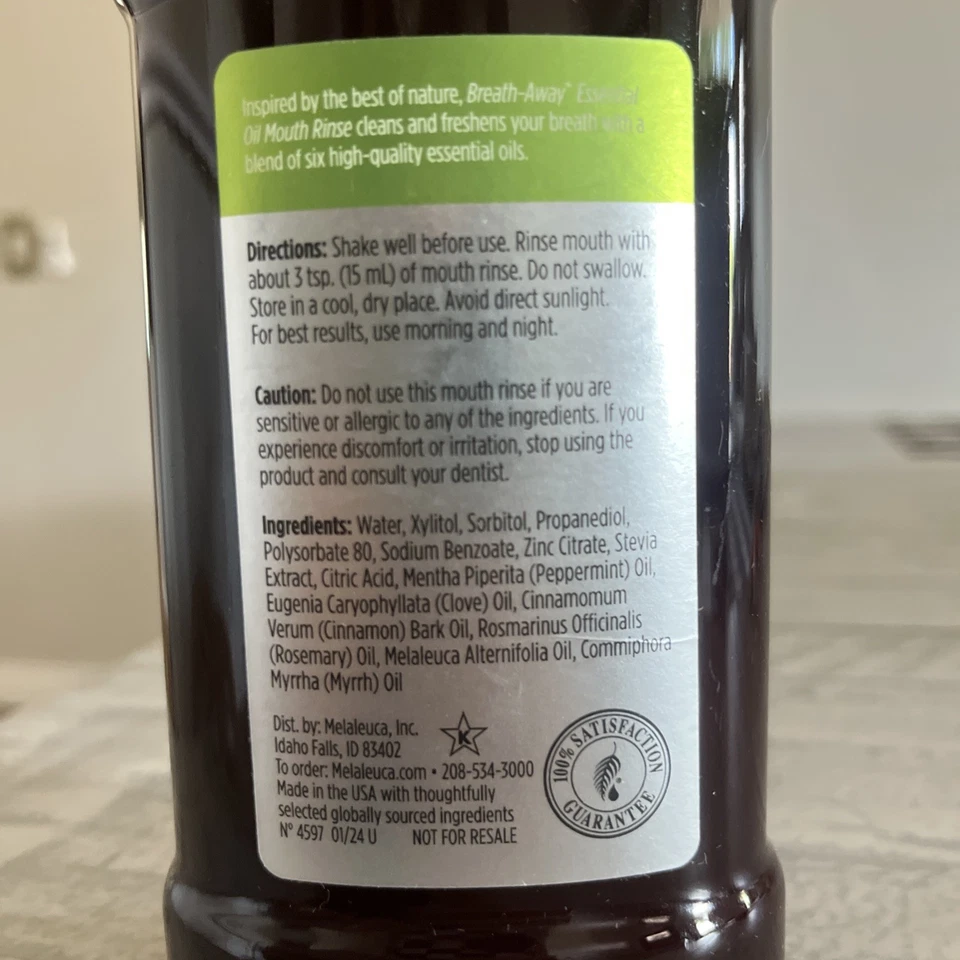 Inspired by the best of nature, Breath-Away™ Essential
Oil Mouth Rinse cleans and freshens your breath with a
blend of six high-quality essential oils.
Directions: Shake well before use. Rinse mouth with
about 3 tsp. (15 mL) of mouth rinse. Do not swallow.
Store in a cool, dry place. Avoid direct sunlight.
For best results, use morning and night.
Caution: Do not use this mouth rinse if you are
sensitive or allergic to any of the ingredients. If you
experience discomfort or irritation, stop using the
product and consult your dentist.
Ingredients: Water, Xylitol, Sorbitol, Propanediol,
Polysorbate 80, Sodium Benzoate, Zinc Citrate, Stevia
Extract, Citric Acid, Mentha Piperita (Peppermint) Oil,
Eugenia Caryophyllata (Clove) Oil, Cinnamomum
Verum (Cinnamon) Bark Oil, Rosmarinus Officinalis
(Rosemary) Oil, Melaleuca Alternifolia Oil, Commiphora
Myrrha (Myrrh) Oil
Dist. by: Melaleuca, Inc.
Idaho Falls, ID 83402
To order: Melaleuca.com • 208-534-3000
Made in the USA with thoughtfully
selected globally sourced ingredients
Nº 4597 01/24 U NOT FOR RESALE
K
100% SATISFACTION
GUARANTEE